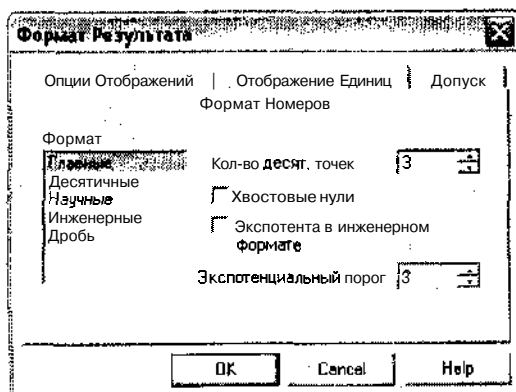 Формат Результата
Опции Отображений | Отображение Единиц | Допуск
Формат Номеров
Формат
Главные
Десятичные
Научные
Инженерные
Дробь
Кол-во десят. точек 3
Хвостовые нули
Экспотента в инженерном
формате
Экспотенциальный порог 3
OK Cancel Help